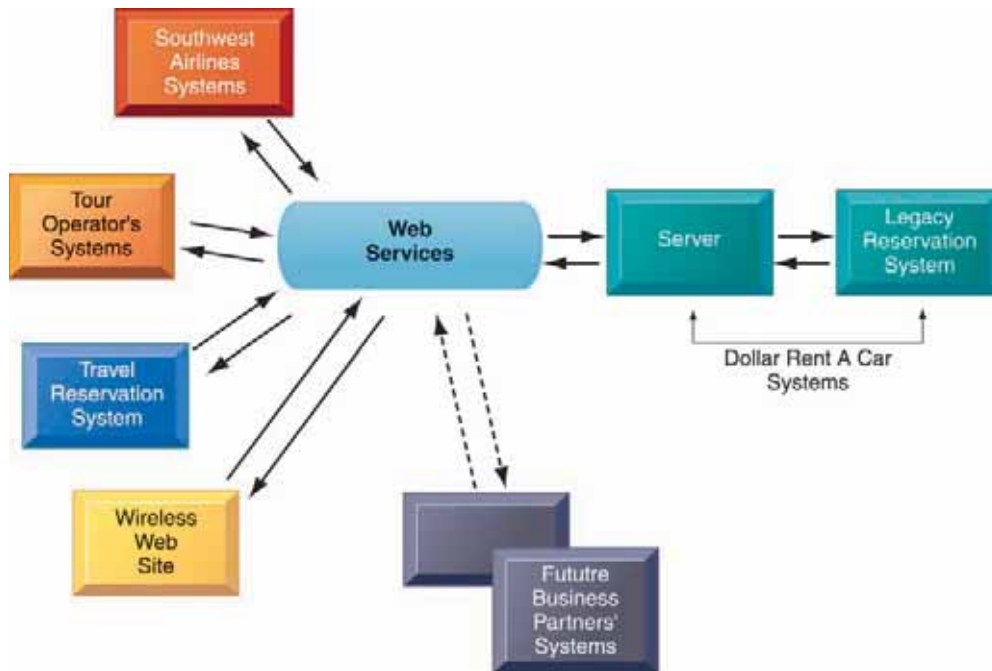 Southwest
Airlines
Systems
Tour
Operator's
Systems
Web
Services
Server
Legacy
Reservation
System
Dollar Rent A Car
Systems
Travel
Reservation
System
Wireless
Web
Site
Fututre
Business
Partners'
Systems